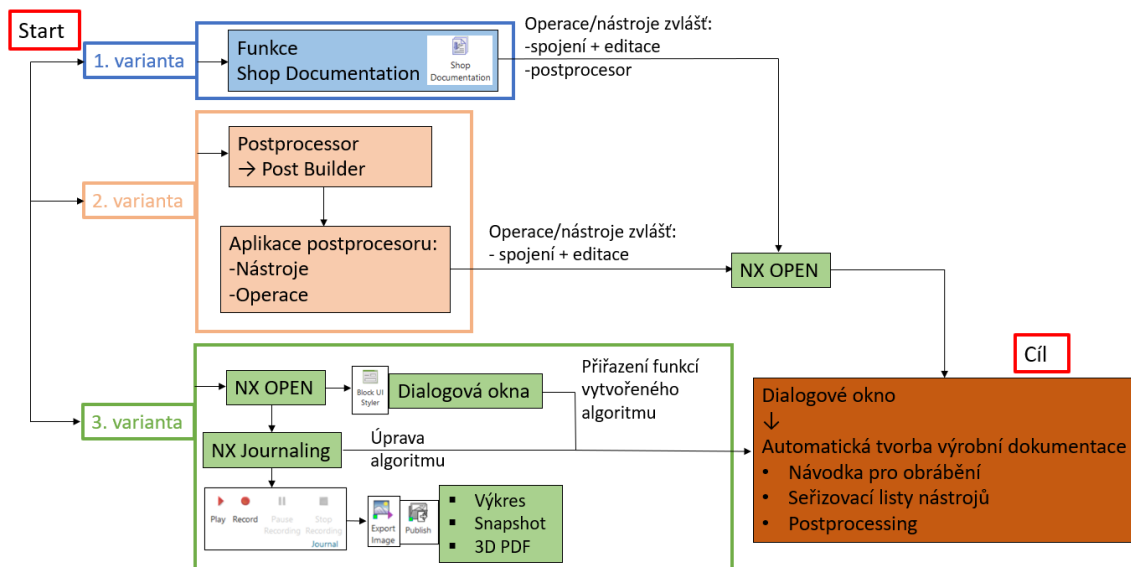 Start
1. varianta
Funkce
Shop Documentation
Shop
Documentation
Operace/nástroje zvlášť:
-spojení + editace
-postprocesor
2. varianta
Postprocessor
→ Post Builder
Aplikace postprocesoru:
-Nástroje
-Operace
Operace/nástroje zvlášť:
- spojení + editace
NX OPEN
3. varianta
NX OPEN
Block UI
Styler
Dialogová okna
Přiřazení funkcí
vytvořeného
algoritmu
NX Journaling
Úprava
algoritmu
Play
Record
Pause
Recording
Stop
Recording
Journal
Export
Image
Publish
▪ Výkres
▪ Snapshot
▪ 3D PDF
Cíl
Dialogové okno
↓
Automatická tvorba výrobní dokumentace
• Návodka pro obrábění
• Seřizovací listy nástrojů
• Postprocessing